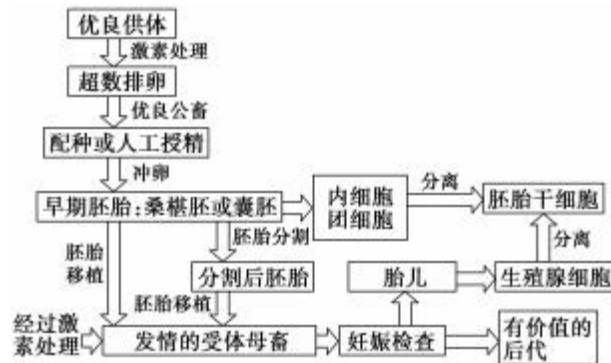 优良供体
激素处理
超数排卵
优良公畜
配种或人工授精
冲卵
早期胚胎:桑椹胚或囊胚
内细胞
团细胞
分离
胚胎干细胞
胚胎
移植
胚胎分割
分割后胚胎
胎儿
分离
生殖腺细胞
胚胎移植
经过激
素处理
发情的受体母畜
妊娠检查
有价值的
后代